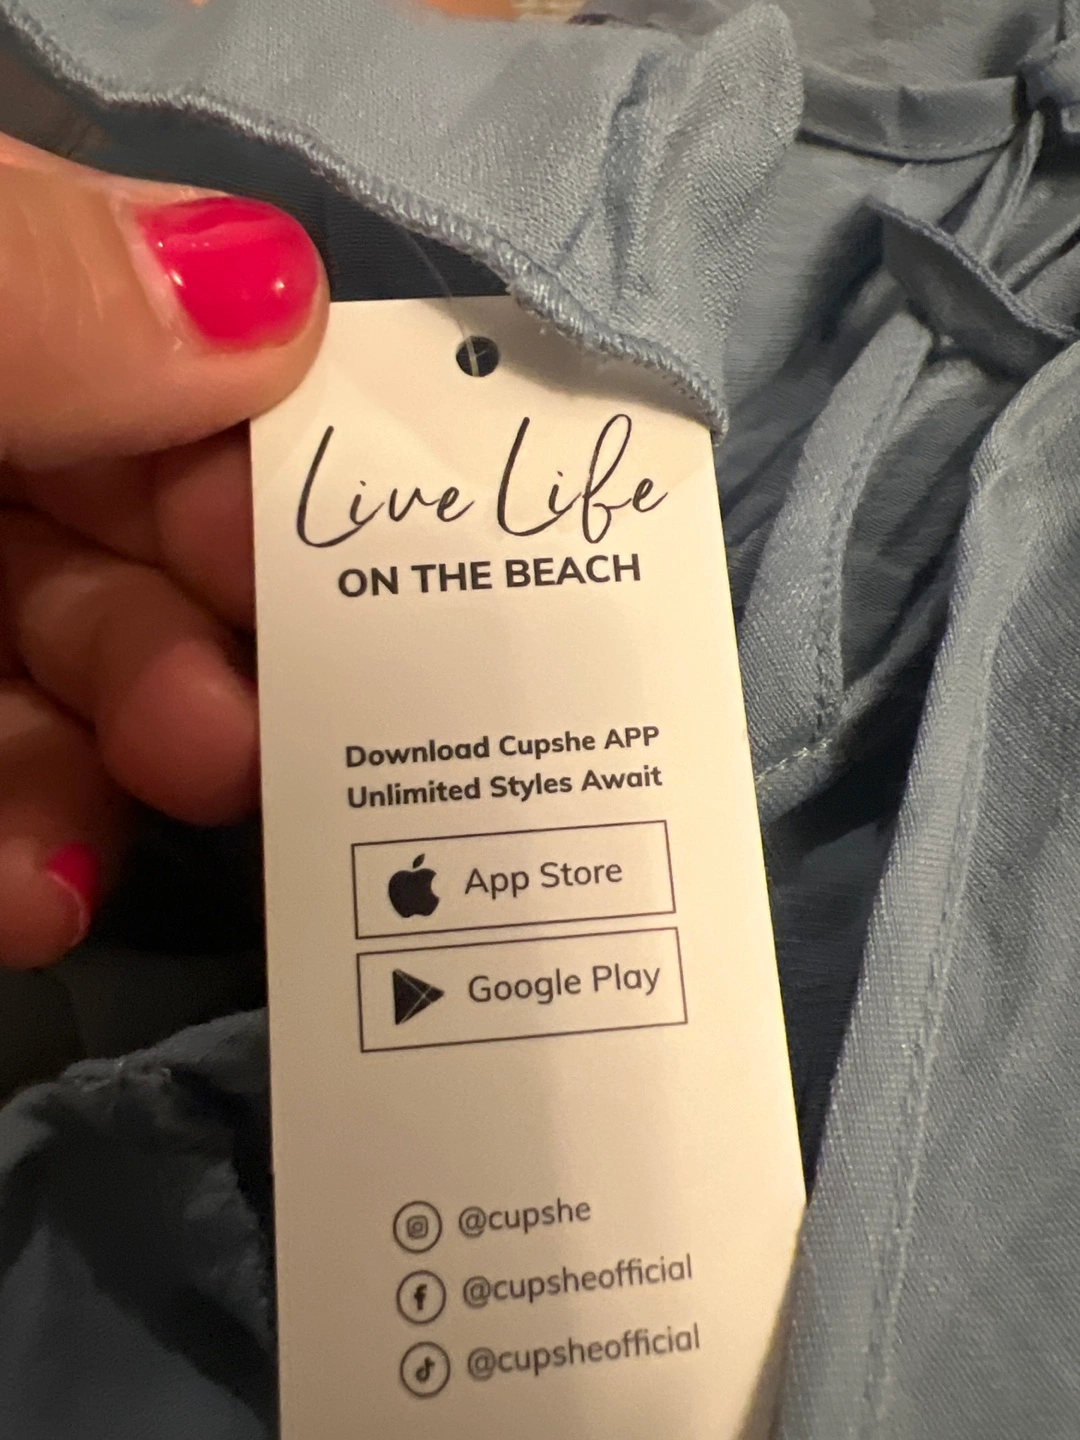 Live Life
ON THE BEACH
Download Cupshe APP
Unlimited Styles Await
App Store
Google Play
@cupshe
@cupsheofficial
@cupsheofficial